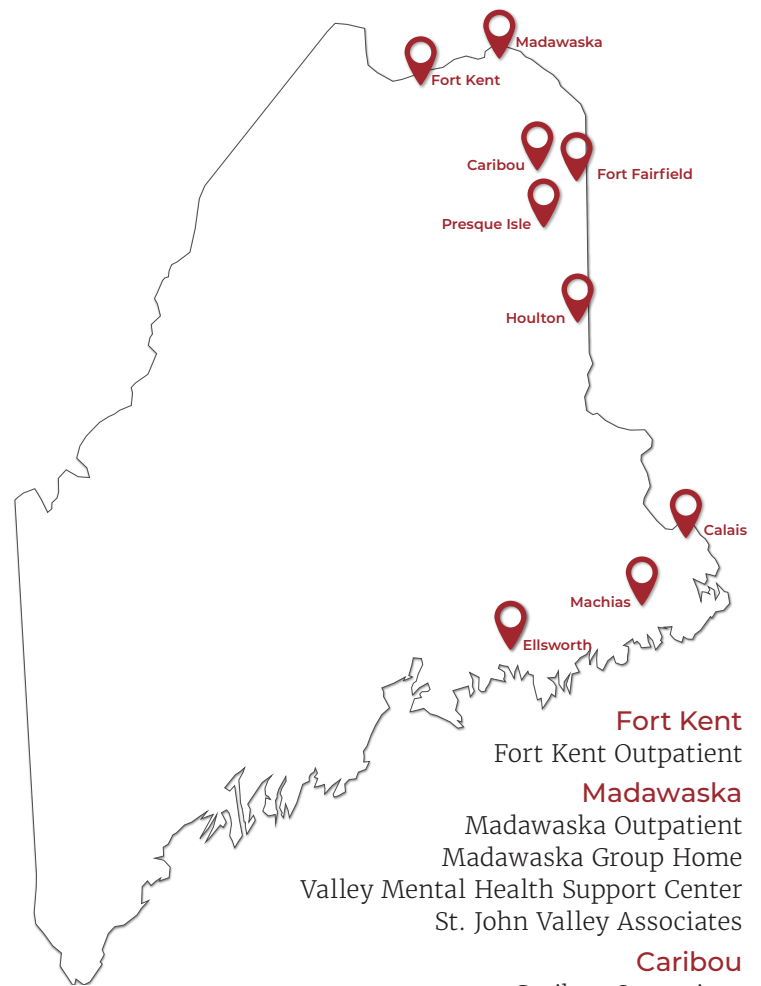 Madawaska
Fort Kent
Caribou
Fort Fairfield
Presque Isle
Houlton
Calais
Machias
Ellsworth
Fort Kent
Fort Kent Outpatient
Madawaska
Madawaska Outpatient
Madawaska Group Home
Valley Mental Health Support Center
St. John Valley Associates
Caribou